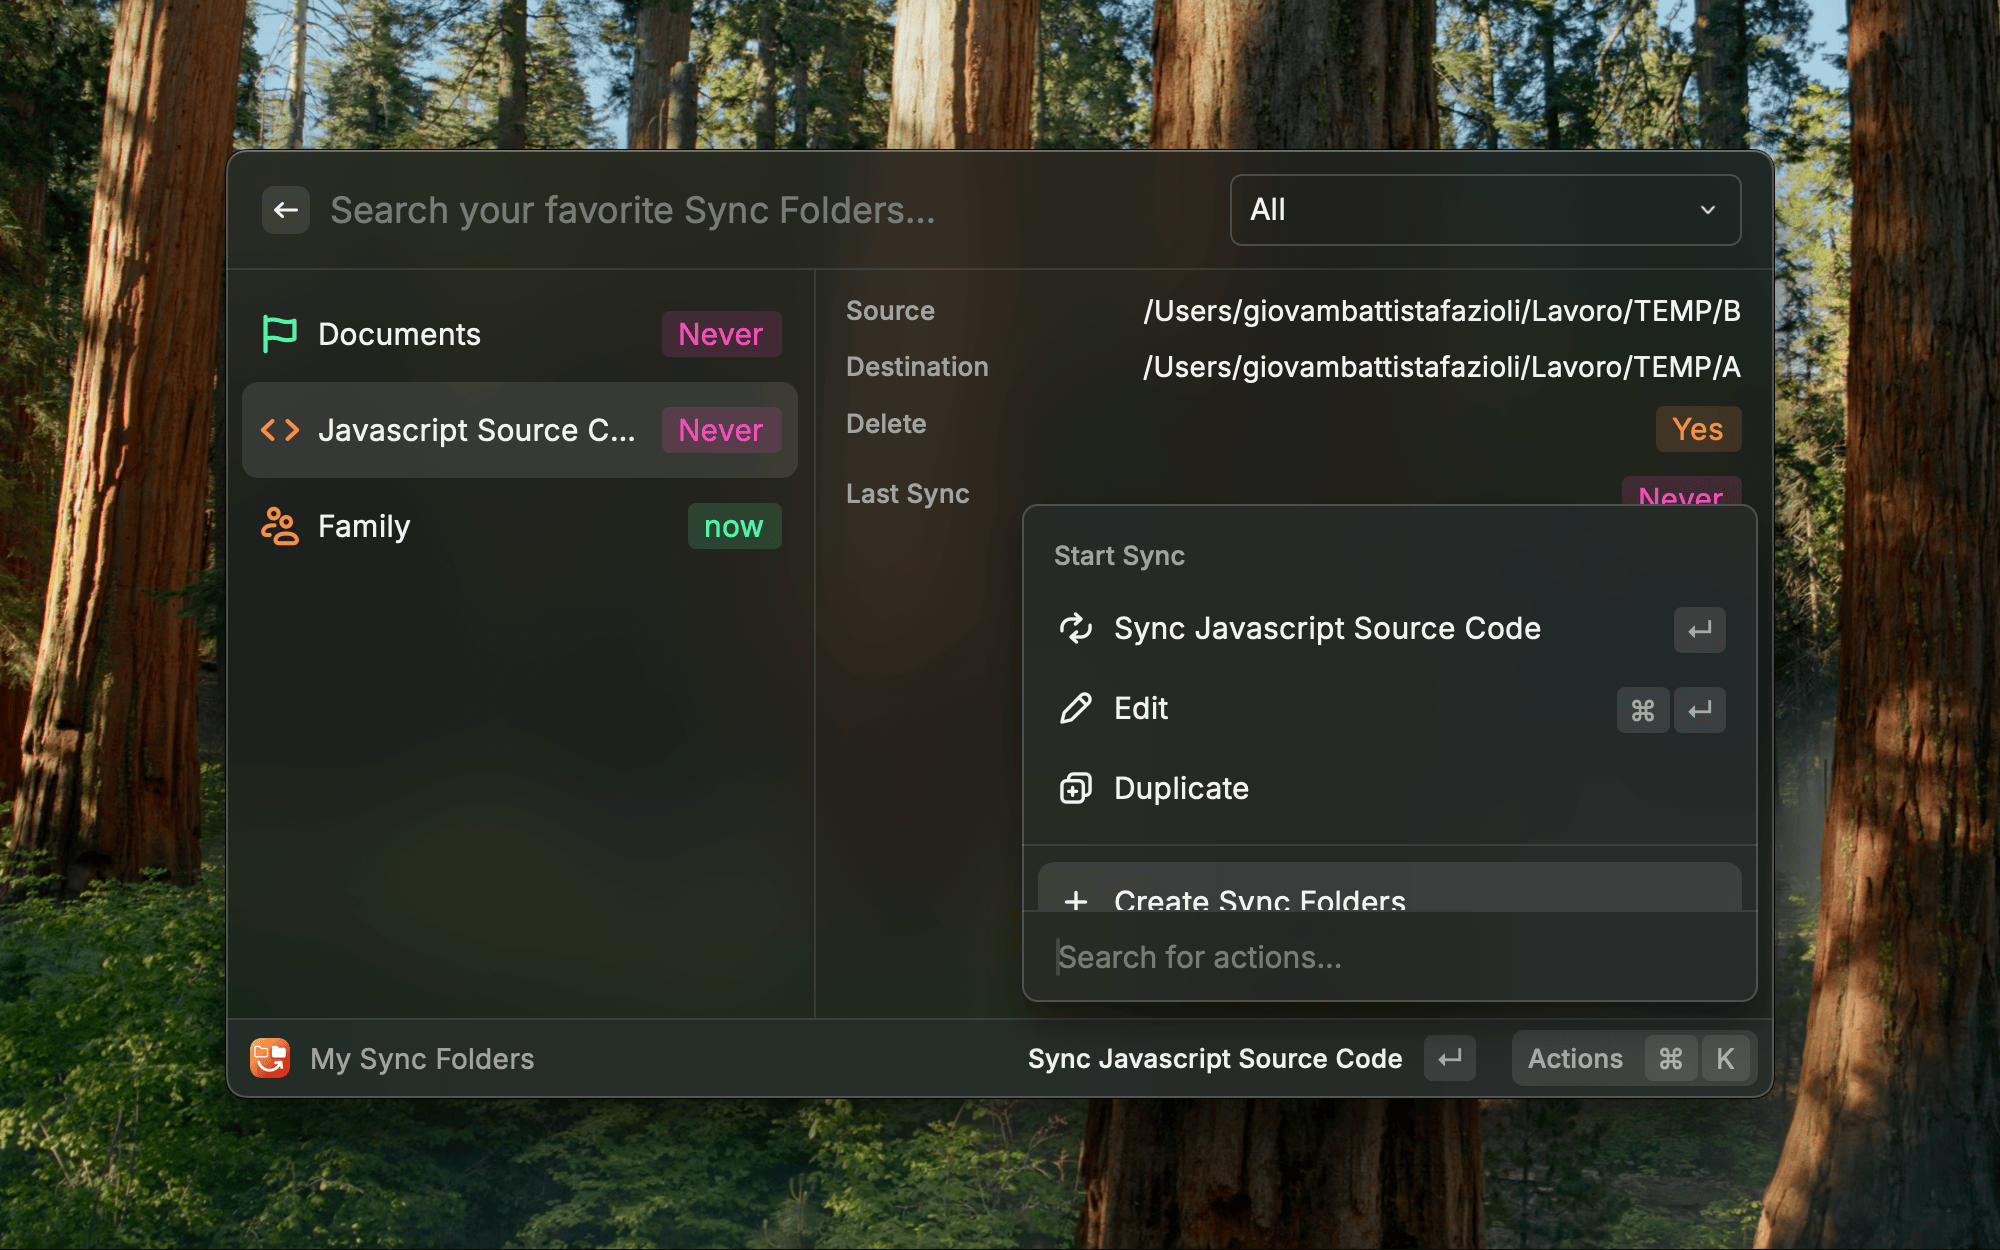 Search your favorite Sync Folders...
All
Documents
Never
Javascript Source C...
Never
Family
now
Source
/Users/giovambattistafazioli/Lavoro/TEMP/B
Destination
/Users/giovambattistafazioli/Lavoro/TEMP/A
Delete
Yes
Last Sync
Never
Start Sync
Sync Javascript Source Code
Edit
⌘
Duplicate
Create Sync Folders
Search for actions...
My Sync Folders
Sync Javascript Source Code
Actions ⌘ K